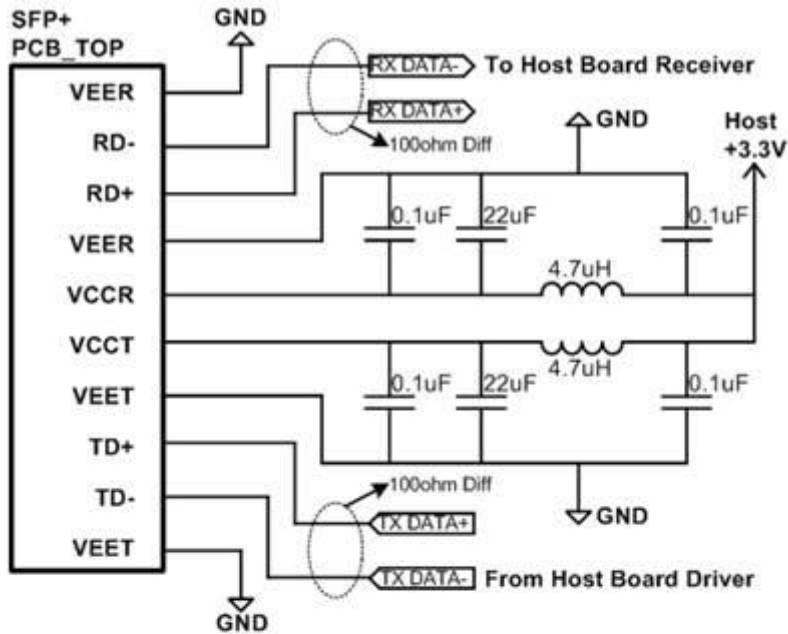 SFP+
PCB_TOP
GND
VEER
RX DATA-
To Host Board Receiver
RX DATA+
100ohm Diff
RD-
RD+
GND
Host
+3.3V
VEER
0.1uF
22uF
0.1uF
4.7uH
VCCR
VCCT
4.7uH
VEET
0.1uF
22uF
0.1uF
TD+
100ohm Diff
TD-
TX DATA+
GND
VEET
TX DATA-
From Host Board Driver
GND